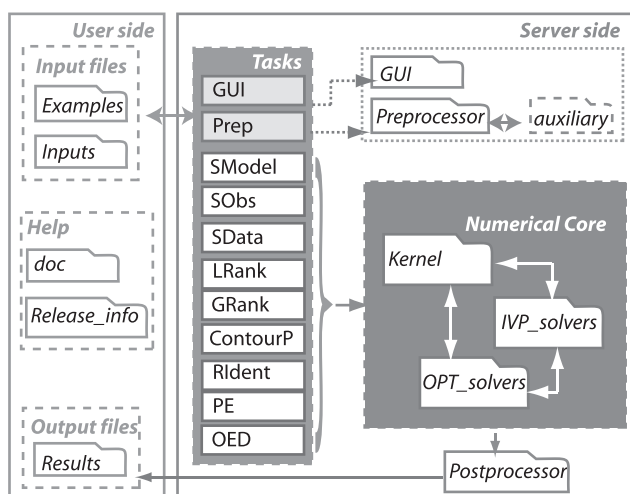 User side
Input files
Examples
Inputs
Help
doc
Release_info
Output files
Results
Server side
Tasks
GUI
Prep
SModel
SObs
SData
LRank
GRank
ContourP
RIdent
PE
OED
GUI
Preprocessor
auxiliary
Numerical Core
Kernel
IVP_solvers
OPT_solvers
Postprocessor